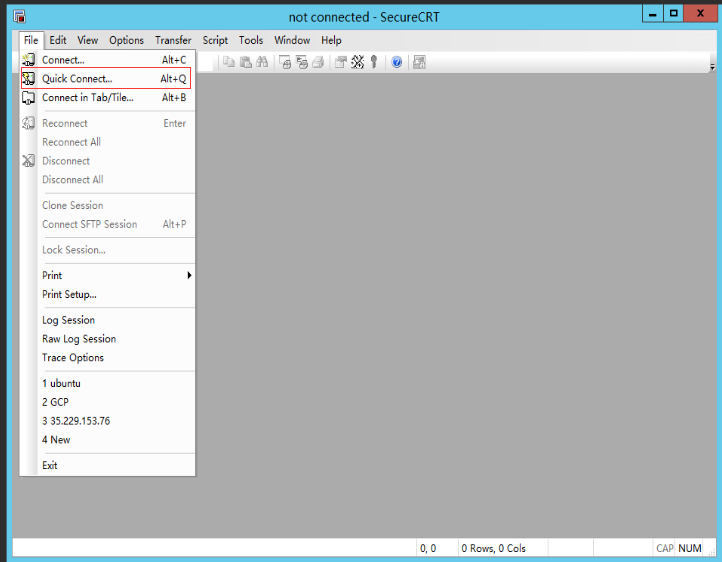 not connected - SecureCRT
File Edit View Options Transfer Script Tools Window Help
Connect... Alt+C
Quick Connect... Alt+Q
Connect in Tab/Tile... Alt+B
Reconnect Enter
Reconnect All
Disconnect
Disconnect All
Clone Session
Connect SFTP Session Alt+P
Lock Session...
Print
Print Setup...
Log Session
Raw Log Session
Trace Options
1 ubuntu
2 GCP
3 35.229.153.76
4 New
Exit
0, 0 0 Rows, 0 Cols CAP NUM